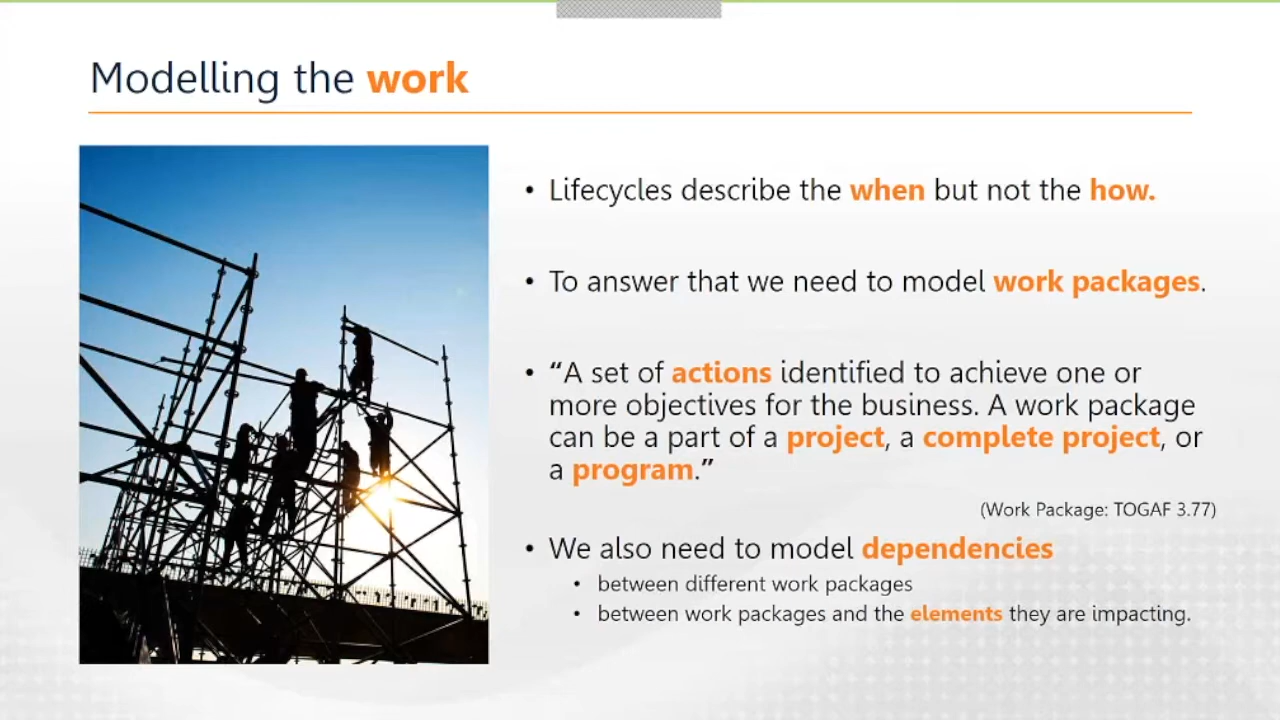 Modelling the work
• Lifecycles describe the when but not the how.
• To answer that we need to model work packages.
• “A set of actions identified to achieve one or
more objectives for the business. A work package
can be a part of a project, a complete project, or
a program.”
(Work Package: TOGAF 3.77)
• We also need to model dependencies
• between different work packages
• between work packages and the elements they are impacting.